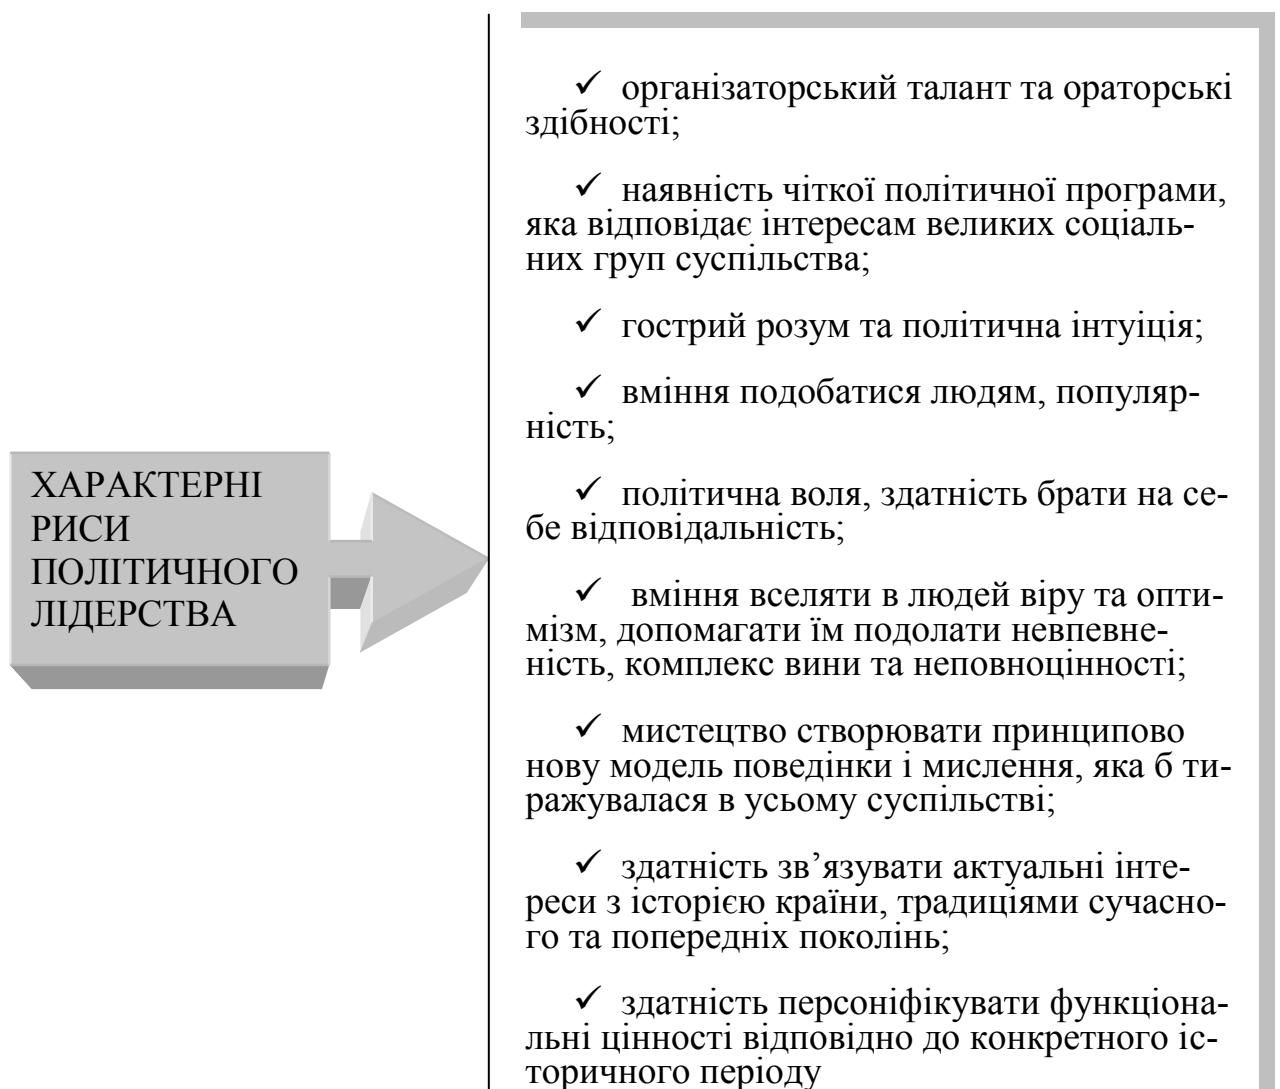 ХАРАКТЕРНІ
РИСИ
ПОЛІТИЧНОГО
ЛІДЕРСТВА
✓ організаторський талант та ораторські
здібності;
✓ наявність чіткої політичної програми,
яка відповідає інтересам великих соціаль-
них груп суспільства;
✓ гострий розум та політична інтуіція;
✓ вміння подобатися людям, популяр-
ність;
✓ політична воля, здатність брати на се-
бе відповідальність;
✓ вміння вселяти в людей віру та опти-
мізм, допомагати їм подолати невпевне-
ність, комплекс вини та неповноцінності;
✓ мистецтво створювати принципово
нову модель поведінки і мислення, яка б ти-
ражувалася в усьому суспільстві;
✓ здатність зв’язувати актуальні інте-
реси з історією країни, традиціями сучасно-
го та попередніх поколінь;
✓ здатність персоніфікувати функціона-
льні цінності відповідно до конкретного іс-
торичного періоду